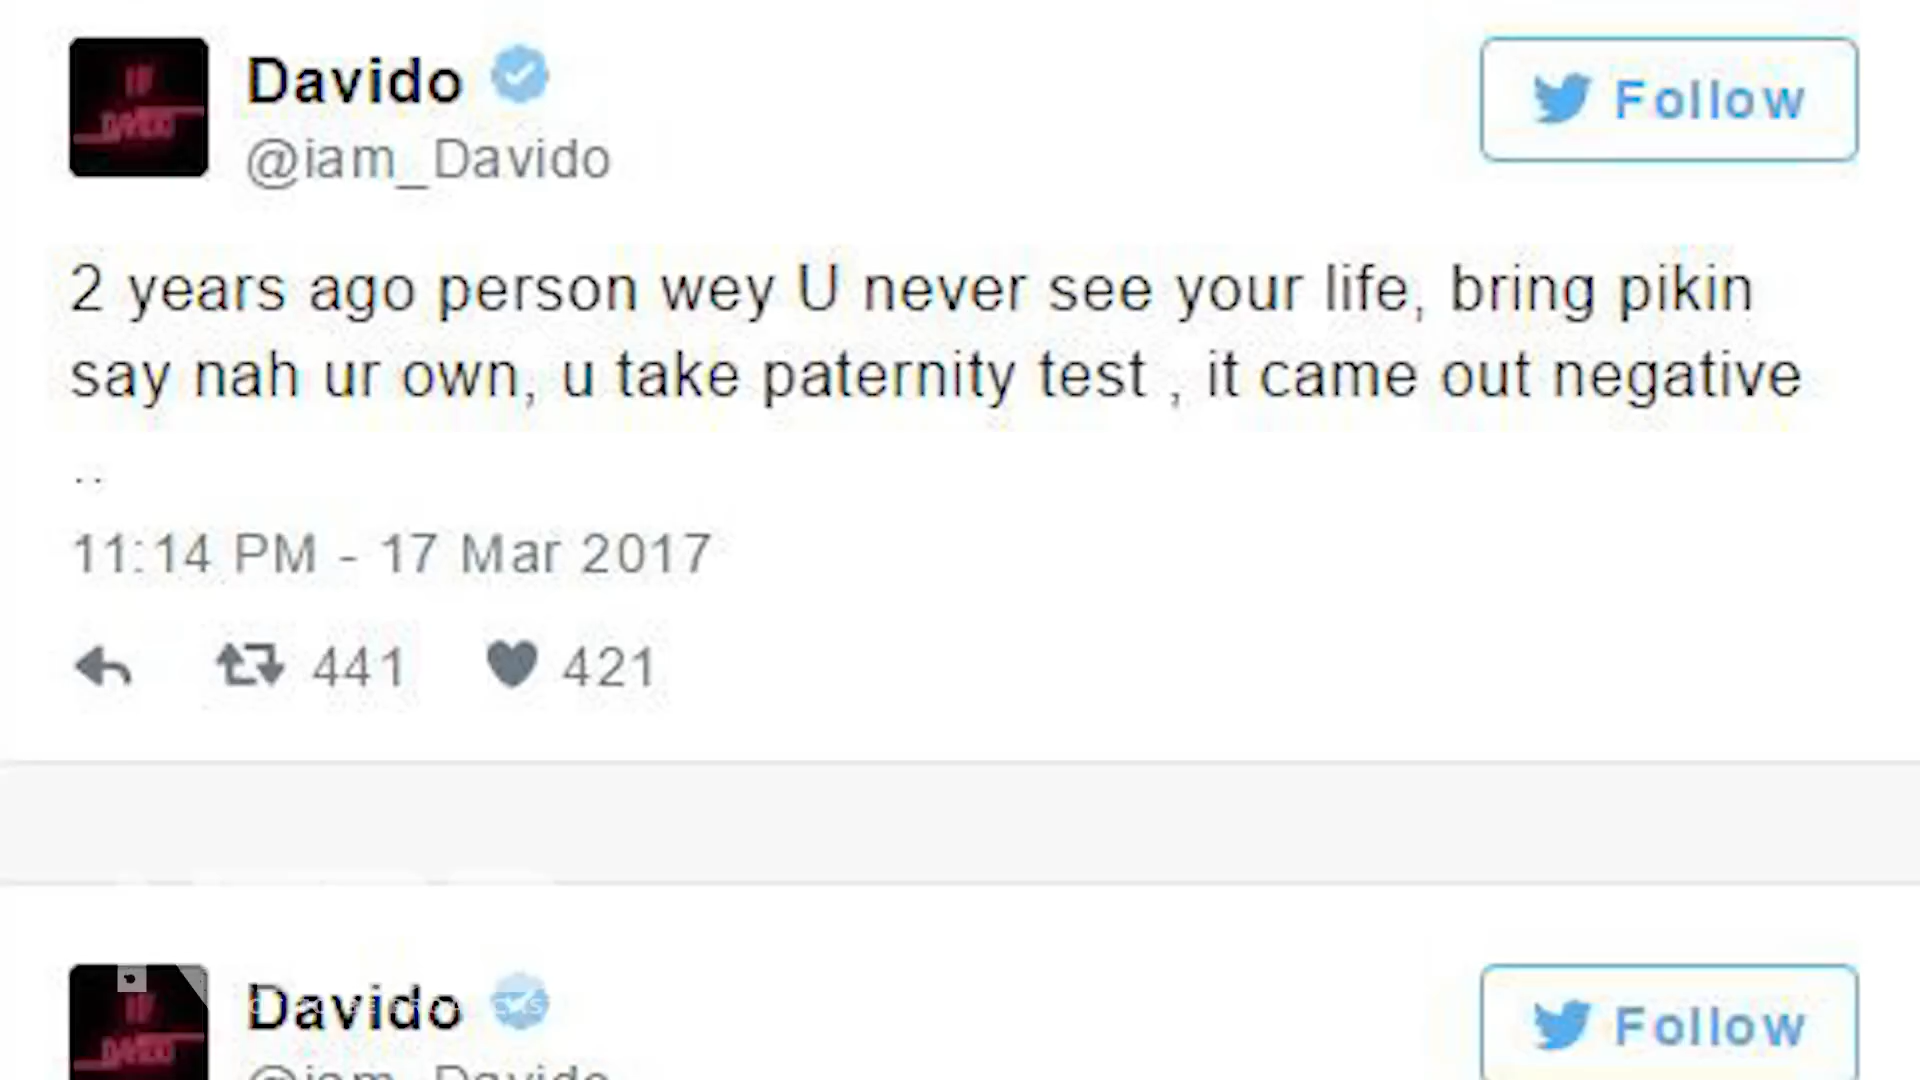 Davido
@iam_Davido
Follow
2 years ago person wey U never see your life, bring pikin
say nah ur own, u take paternity test , it came out negative
..
11:14 PM - 17 Mar 2017
441 421
Davido
Follow
@iam_Davido